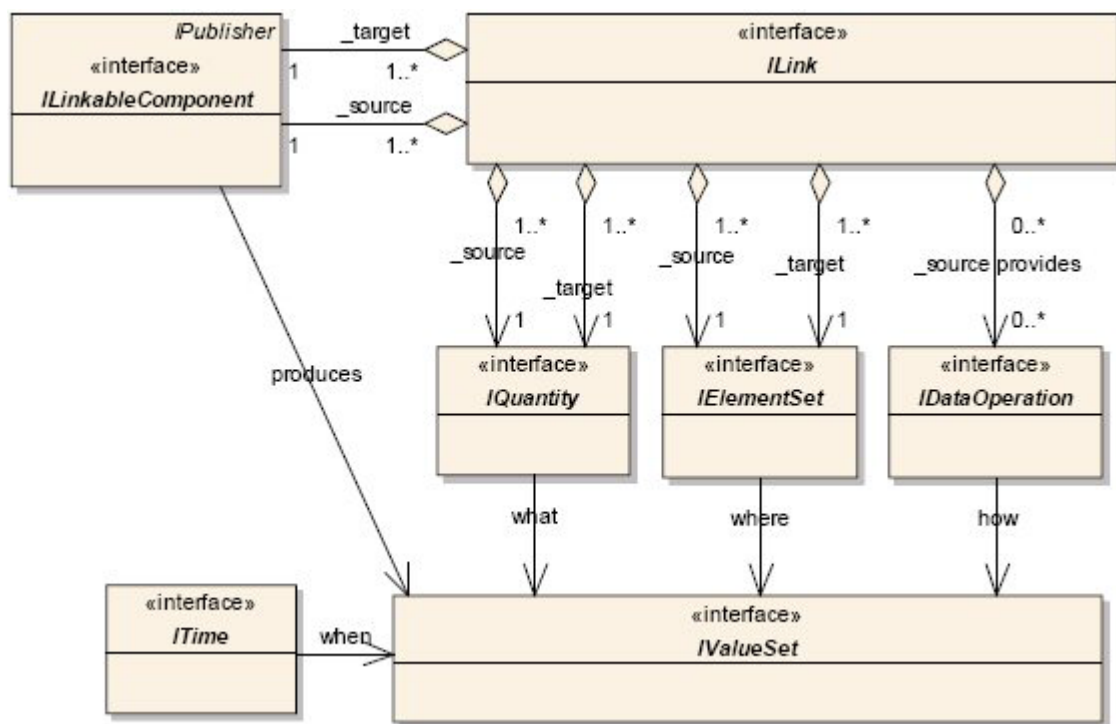 IPublisher
«interface»
ILinkableComponent
_target
1
1..*
_source
1
1..*
«interface»
ILink
1..*
1..*
1..*
1..*
0..*
_source
_target
_source
_target
_source provides
1
1
1
1
0..*
produces
«interface»
IQuantity
«interface»
IElementSet
«interface»
IDataOperation
what
where
how
«interface»
ITime
when
«interface»
IValueSet